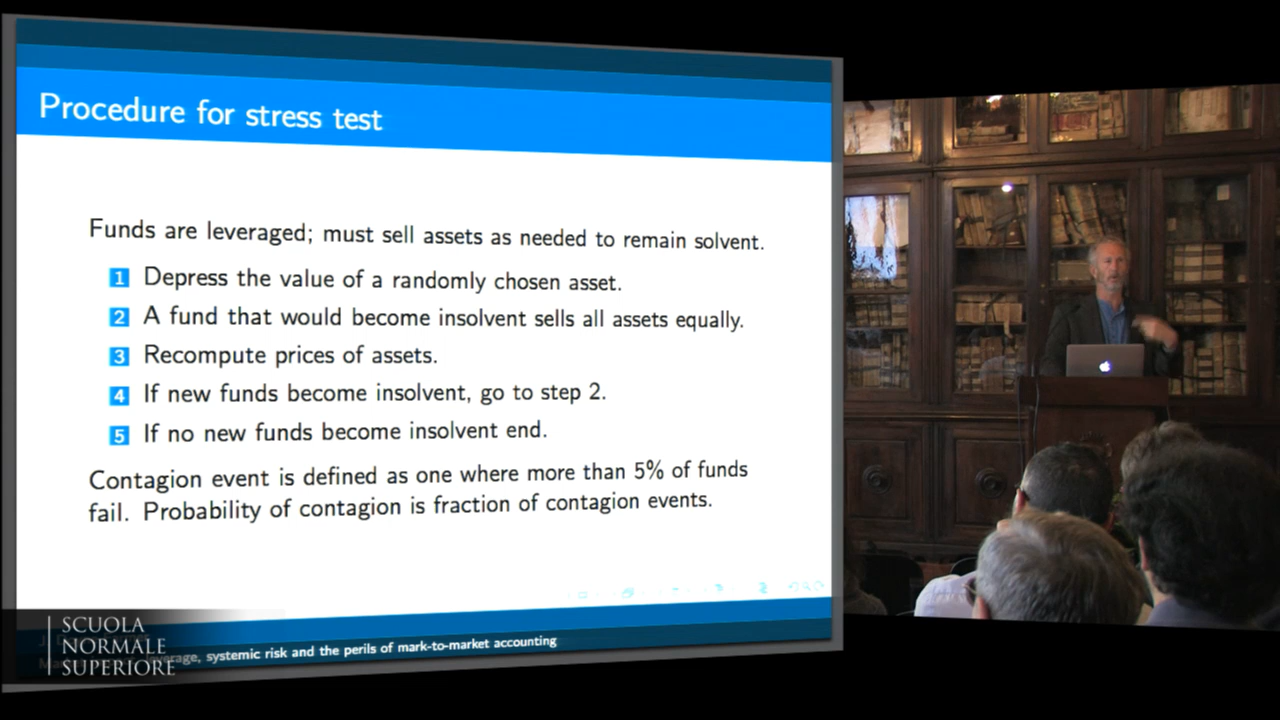 Procedure for stress test
Funds are leveraged; must sell assets as needed to remain solvent.
1 Depress the value of a randomly chosen asset.
2 A fund that would become insolvent sells all assets equally.
3 Recompute prices of assets.
4 If new funds become insolvent, go to step 2.
5 If no new funds become insolvent end.
Contagion event is defined as one where more than 5% of funds
fail. Probability of contagion is fraction of contagion events.
systemic risk and the perils of mark-to-market accounting
SCUOLA
NORMALE
SUPERIORE